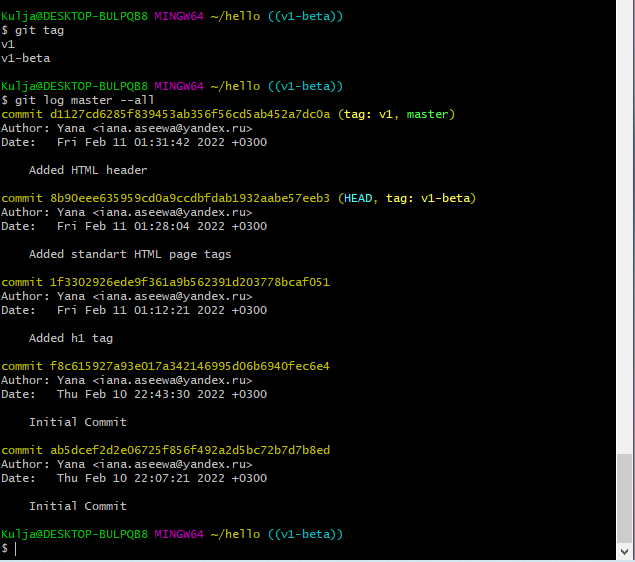 Kulja@DESKTOP-BULPQB8 MINGW64 ~/hello ((v1-beta))
$ git tag
v1
v1-beta
Kulja@DESKTOP-BULPQB8 MINGW64 ~/hello ((v1-beta))
$ git log master --all
commit d1127cd6285f839453ab356f56cd5ab452a7dc0a (tag: v1, master)
Author: Yana <iana.aseewa@yandex.ru>
Date:   Fri Feb 11 01:31:42 2022 +0300
    Added HTML header
commit 8b90eee635959cd0a9ccdbfdab1932aabe57eeb3 (HEAD, tag: v1-beta)
Author: Yana <iana.aseewa@yandex.ru>
Date:   Fri Feb 11 01:28:04 2022 +0300
    Added standart HTML page tags
commit 1f3302926ede9f361a9b562391d203778bcaf051
Author: Yana <iana.aseewa@yandex.ru>
Date:   Fri Feb 11 01:12:21 2022 +0300
    Added h1 tag
commit f8c615927a93e017a342146995d06b6940fec6e4
Author: Yana <iana.aseewa@yandex.ru>
Date:   Thu Feb 10 22:43:30 2022 +0300
    Initial Commit
commit ab5dcef2d2e06725f856f492a2d5bc72b7d7b8ed
Author: Yana <iana.aseewa@yandex.ru>
Date:   Thu Feb 10 22:07:21 2022 +0300
    Initial Commit
Kulja@DESKTOP-BULPQB8 MINGW64 ~/hello ((v1-beta))
$